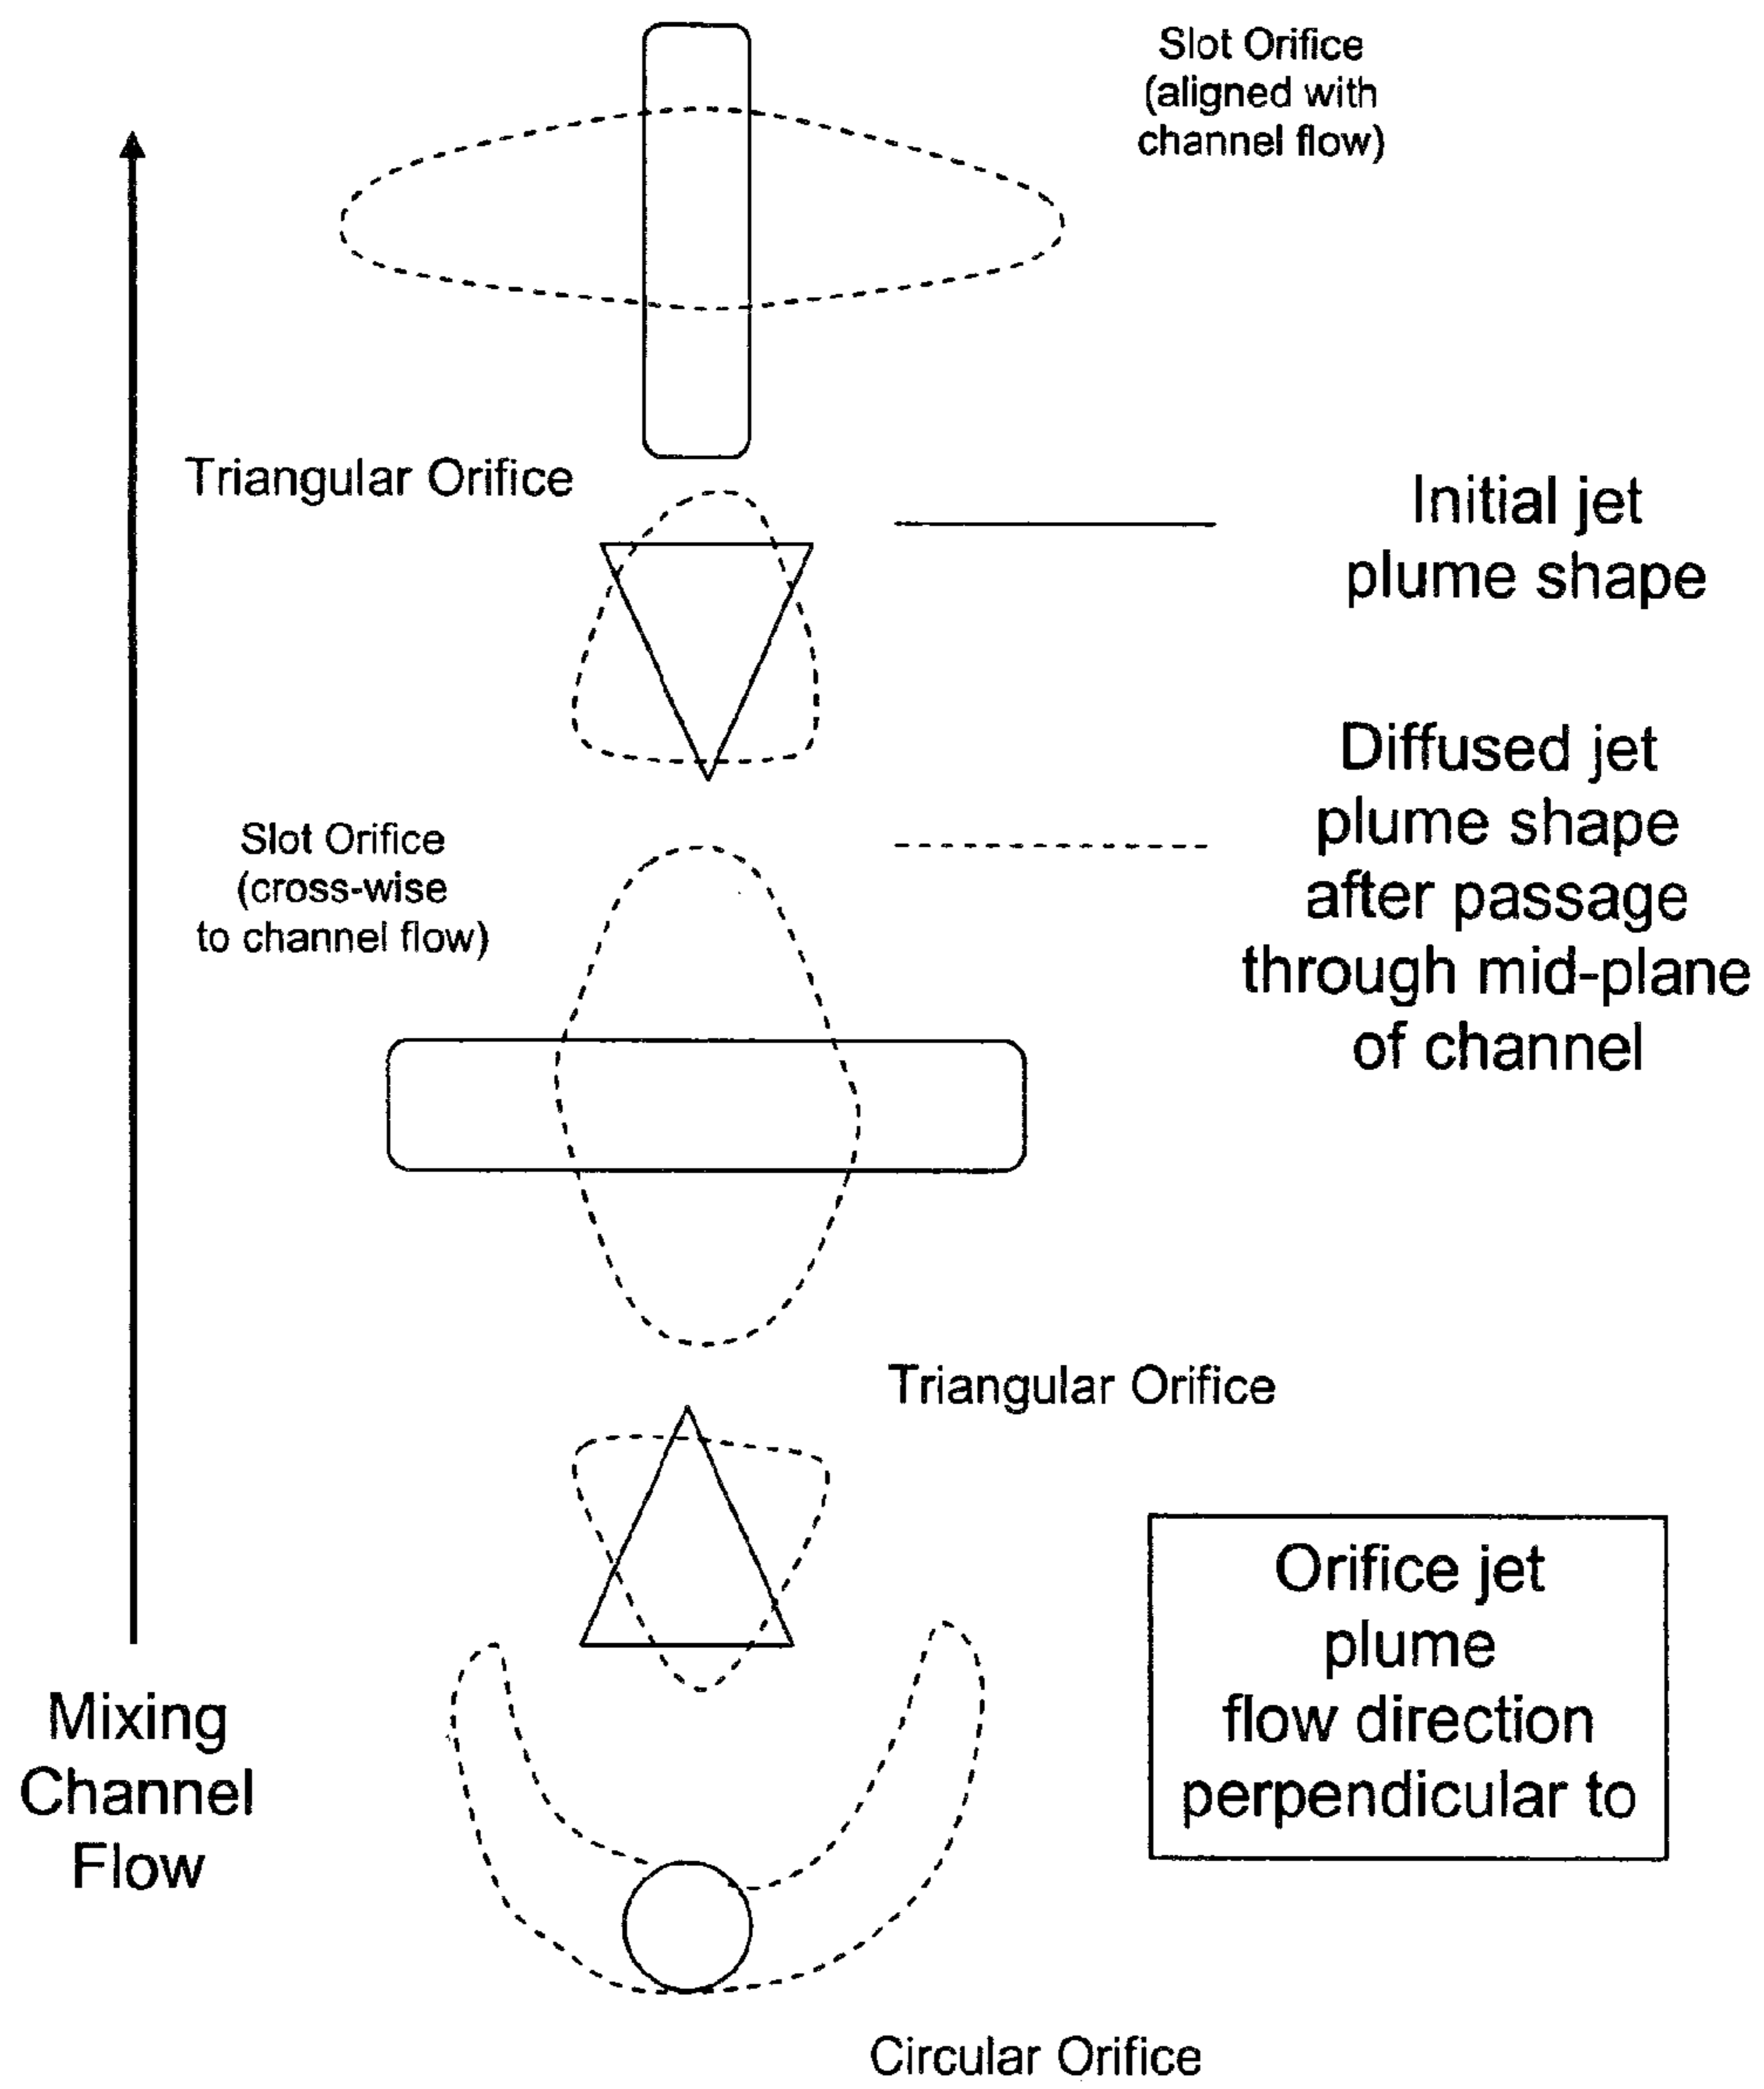 Slot Orifice
(aligned with
channel flow)
Triangular Orifice
Initial jet
plume shape
Diffused jet
plume shape
after passage
through mid-plane
of channel
Slot Orifice
(cross-wise
to channel flow)
Triangular Orifice
Orifice jet
plume
flow direction
perpendicular to
Mixing
Channel
Flow
Circular Orifice